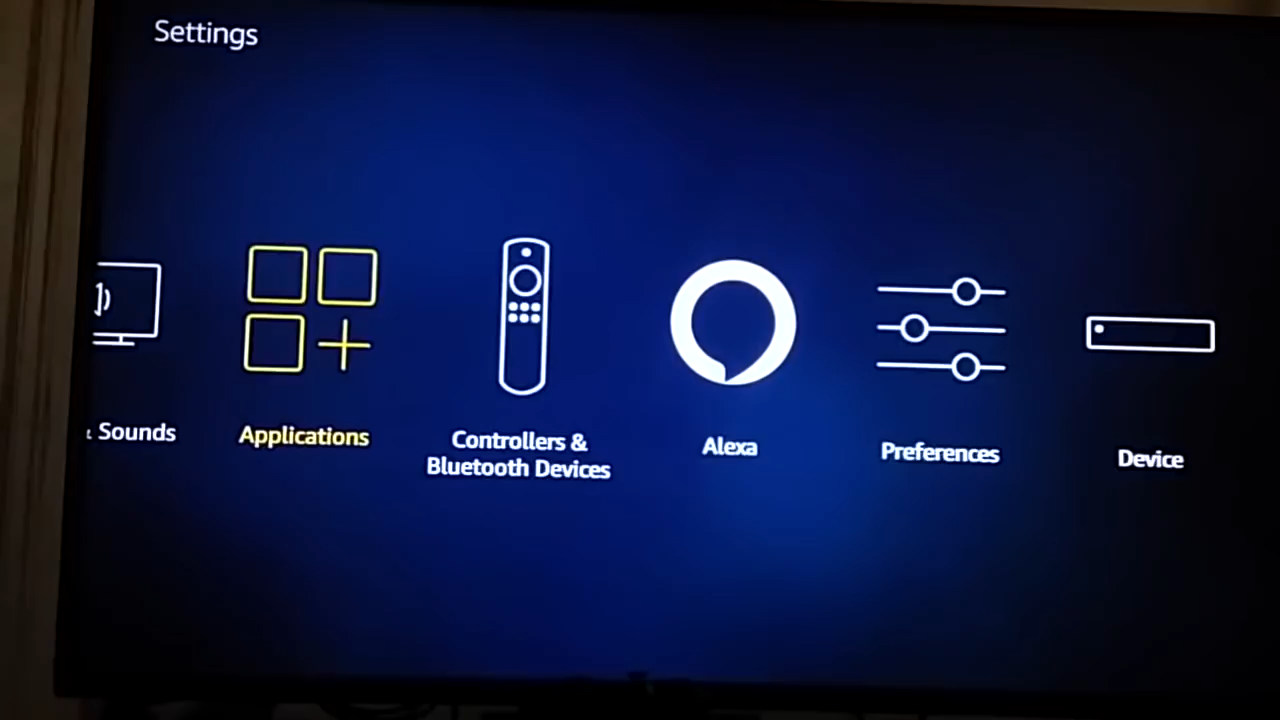 Settings
Sounds
Applications
Controllers &
Bluetooth Devices
Alexa
Preferences
Device